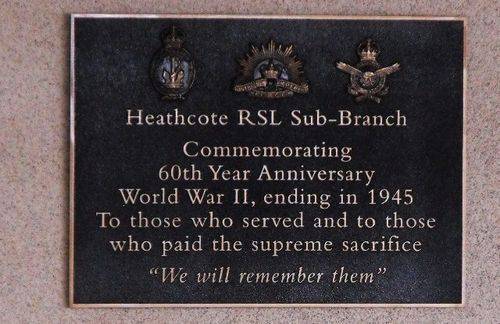 Heathcote RSL Sub-Branch
Commemorating
60th Year Anniversary
World War II, ending in 1945
To those who served and to those
who paid the supreme sacrifice
"We will remember them"